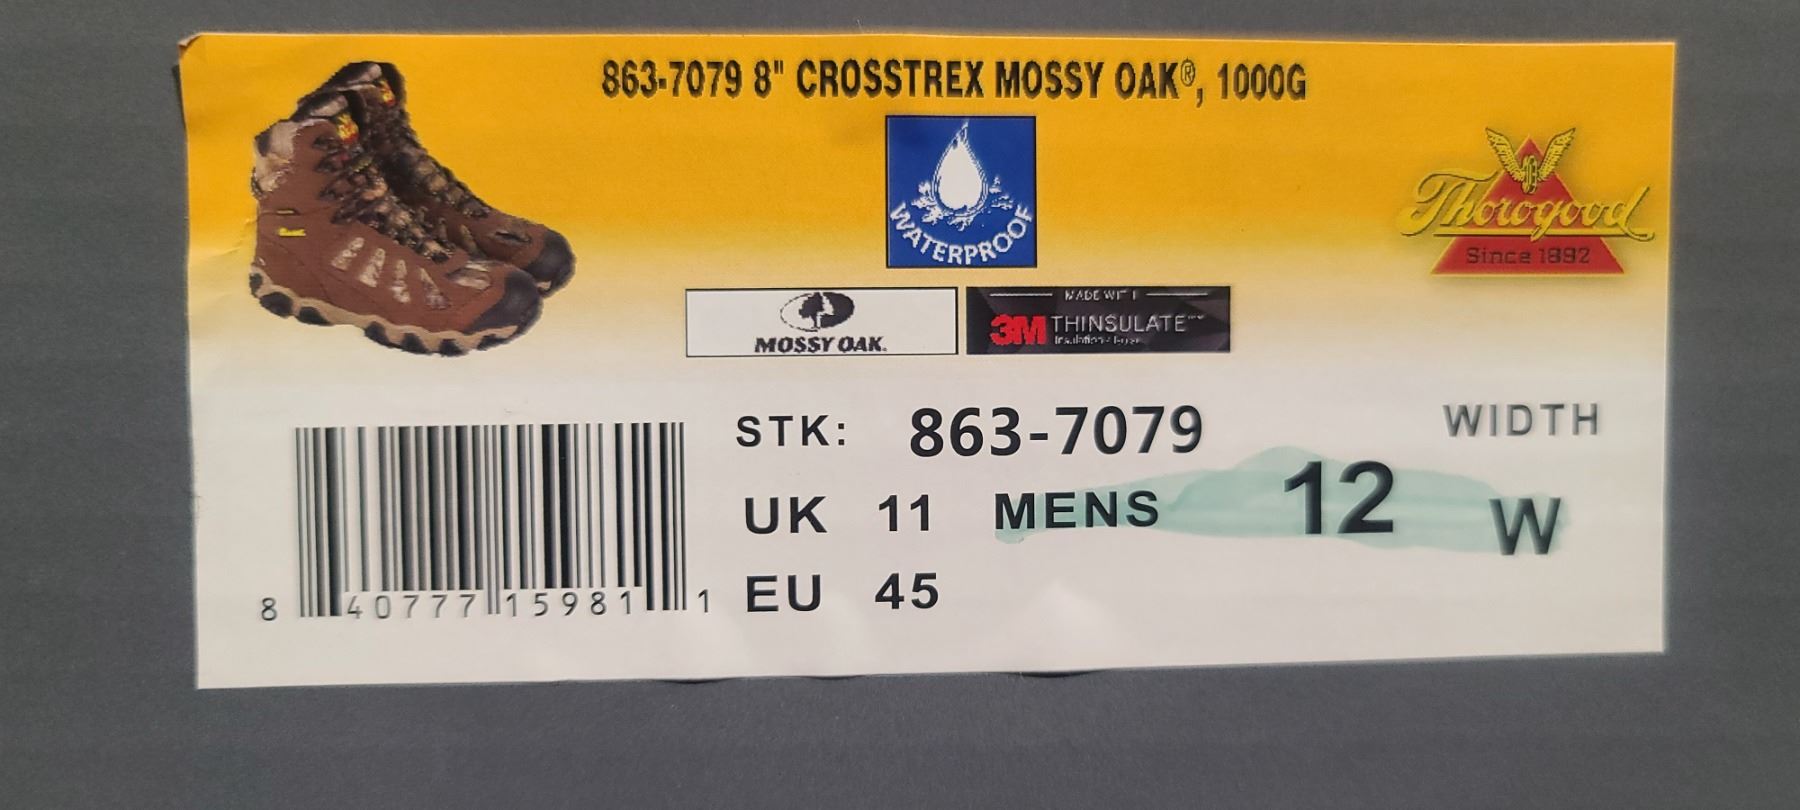 863-7079 8" CROSSTREX MOSSY OAK®, 1000G
WATERPROOF
Thorogood
Since 1892
MOSSY OAK.
MADE WITH
3M THINSULATE™
STK: 863-7079
WIDTH
UK 11 MENS 12 W
EU 45
8 40777 15981 1